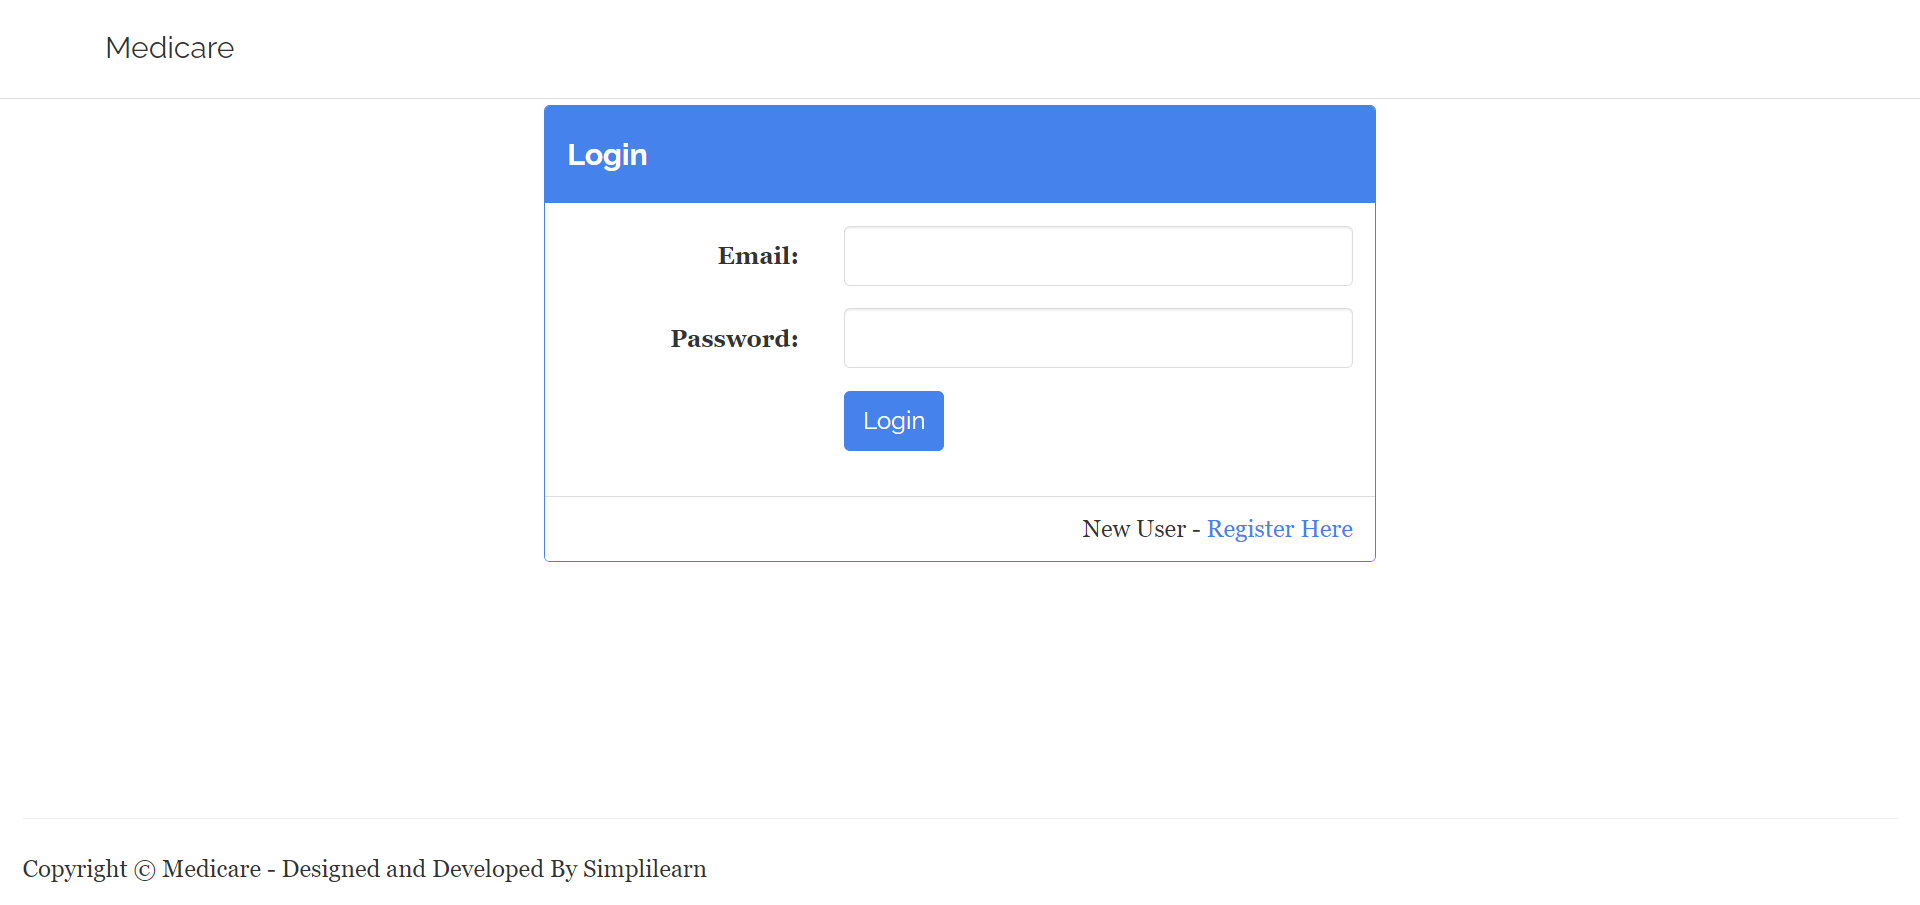 Medicare
Login
Email:
Password:
Login
New User - Register Here
Copyright © Medicare - Designed and Developed By Simplilearn